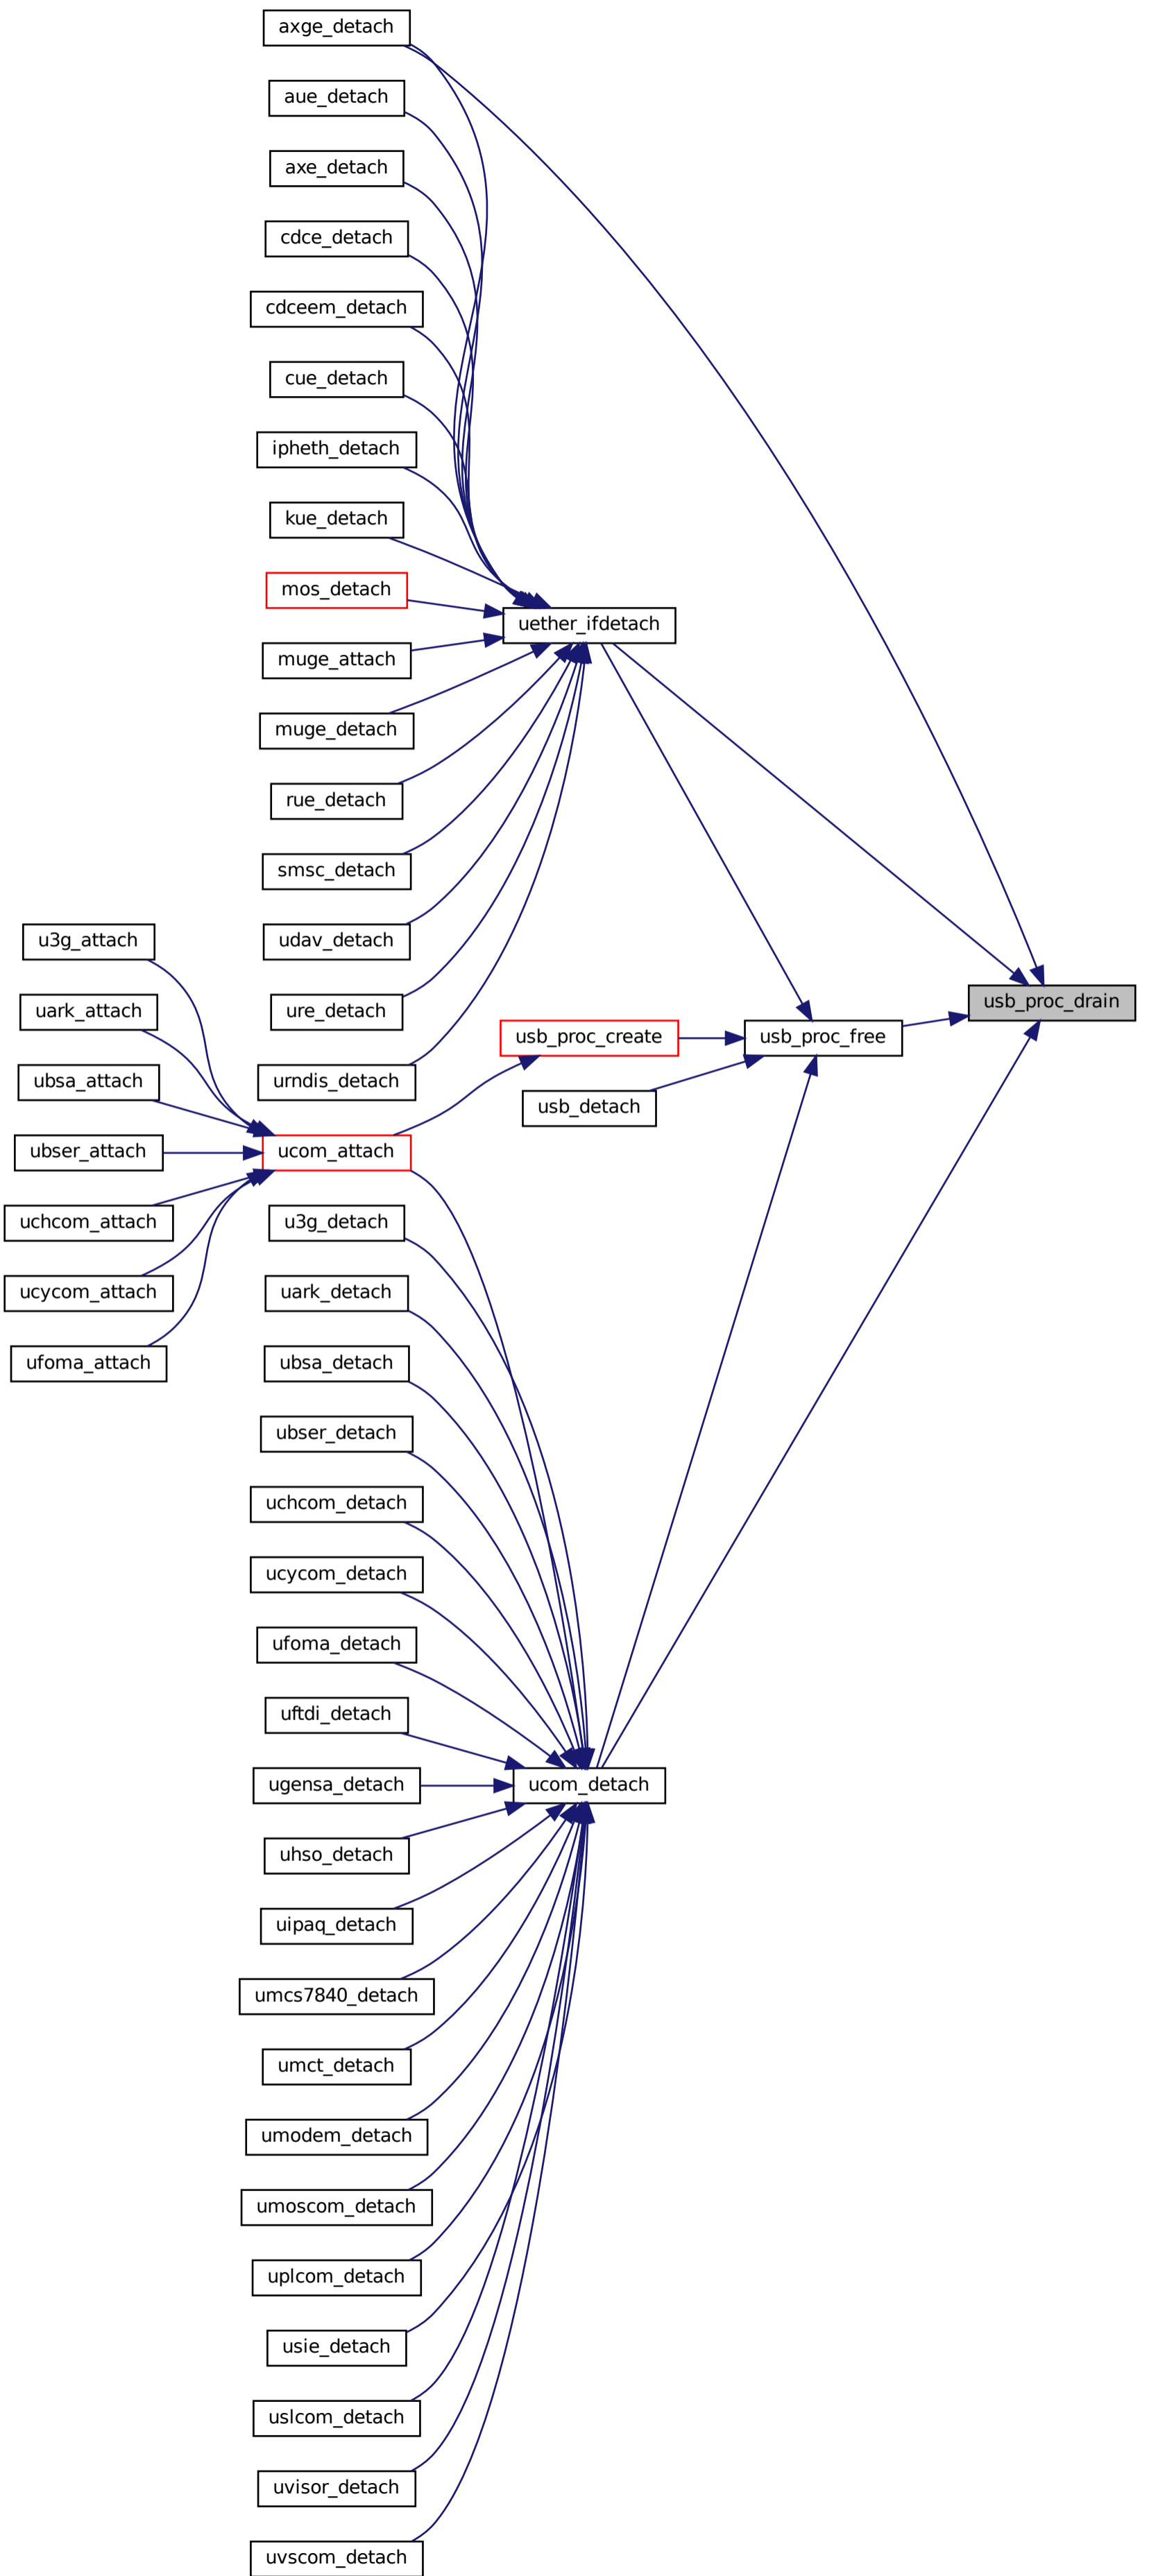 axge_detach
aue_detach
axe_detach
cdce_detach
cdceem_detach
cue_detach
ipheth_detach
kue_detach
mos_detach
uether_ifdetach
muge_attach
muge_detach
rue_detach
smsc_detach
udav_detach
u3g_attach
ure_detach
usb_proc_drain
uark_attach
usb_proc_create
usb_proc_free
urndis_detach
ubsa_attach
usb_detach
ubser_attach
ucom_attach
uchcom_attach
u3g_detach
ucycom_attach
uark_detach
ufoma_attach
ubsa_detach
ubser_detach
uchcom_detach
ucycom_detach
ufoma_detach
uftdi_detach
ugensa_detach
ucom_detach
uhso_detach
uipaq_detach
umcs7840_detach
umct_detach
umodem_detach
umoscom_detach
uplcom_detach
usie_detach
uslcom_detach
uvisor_detach
uvscom_detach